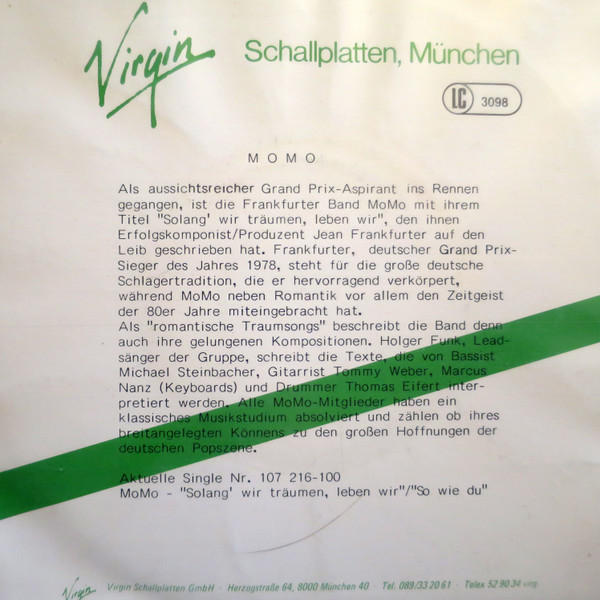 Virgin Schallplatten, München
LC 3098
MOMO
Als aussichtsreicher Grand Prix-Aspirant ins Rennen
gegangen, ist die Frankfurter Band MoMo mit ihrem
Titel "Solang' wir träumen, leben wir", den ihnen
Erfolgskomponist/Produzent Jean Frankfurter auf den
Leib geschrieben hat. Frankfurter, deutscher Grand Prix-
Sieger des Jahres 1978, steht für die große deutsche
Schlagertradition, die er hervorragend verkörpert,
während MoMo neben Romantik vor allem den Zeitgeist
der 80er Jahre miteingebracht hat.
Als "romantische Traumsongs" beschreibt die Band denn
auch ihre gelungenen Kompositionen. Holger Funk, Lead-
sänger der Gruppe, schreibt die Texte, die von Bassist
Michael Steinbacher, Gitarrist Tommy Weber, Marcus
Nanz (Keyboards) und Drummer Thomas Eifert inter-
pretiert werden. Alle MoMo-Mitglieder haben ein
klassisches Musikstudium absolviert und zählen ob ihres
breitangelegten Könnens zu den großen Hoffnungen der
deutschen Popszene.
Aktuelle Single Nr. 107 216-100
MoMo - "Solang' wir träumen, leben wir"/"So wie du"
Virgin Virgin Schallplatten GmbH · Herzogstraße 64, 8000 München 40 · Tel. 089/33 20 61 · Telex 52 90 34 virg.